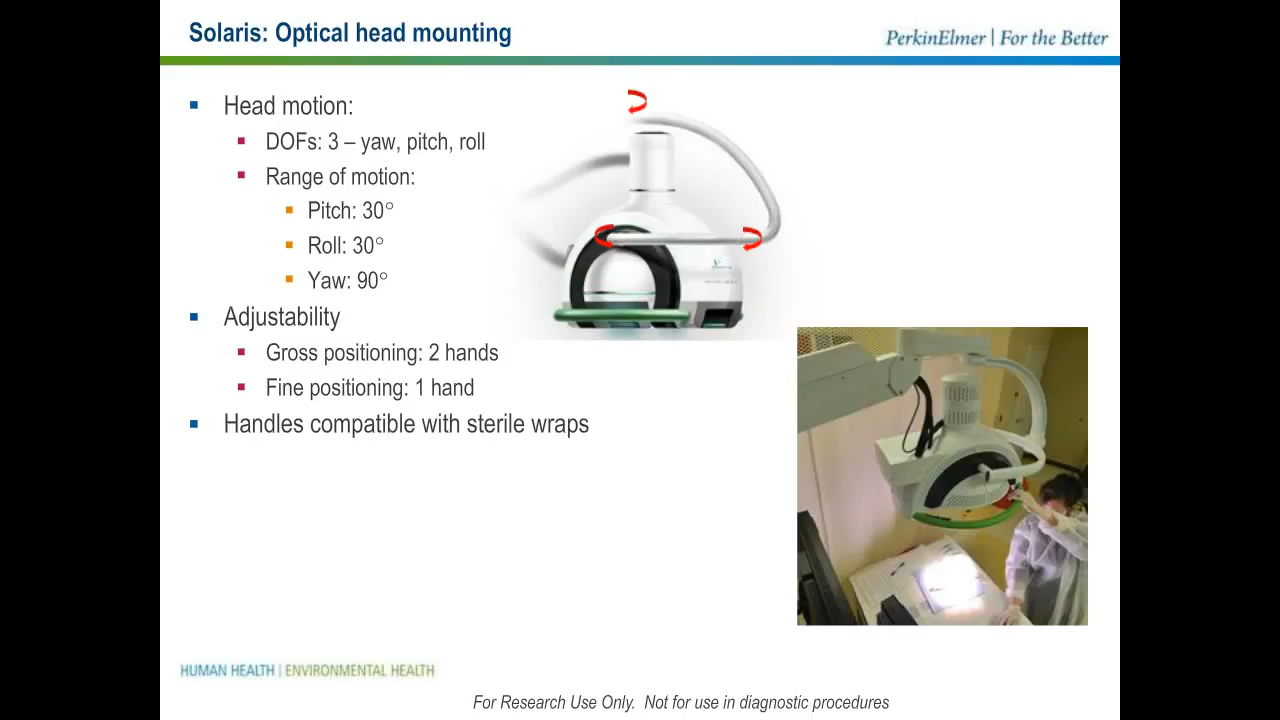 Solaris: Optical head mounting
PerkinElmer | For the Better
Head motion:
DOFs: 3 – yaw, pitch, roll
Range of motion:
Pitch: 30°
Roll: 30°
Yaw: 90°
Adjustability
Gross positioning: 2 hands
Fine positioning: 1 hand
Handles compatible with sterile wraps
HUMAN HEALTH | ENVIRONMENTAL HEALTH
For Research Use Only. Not for use in diagnostic procedures